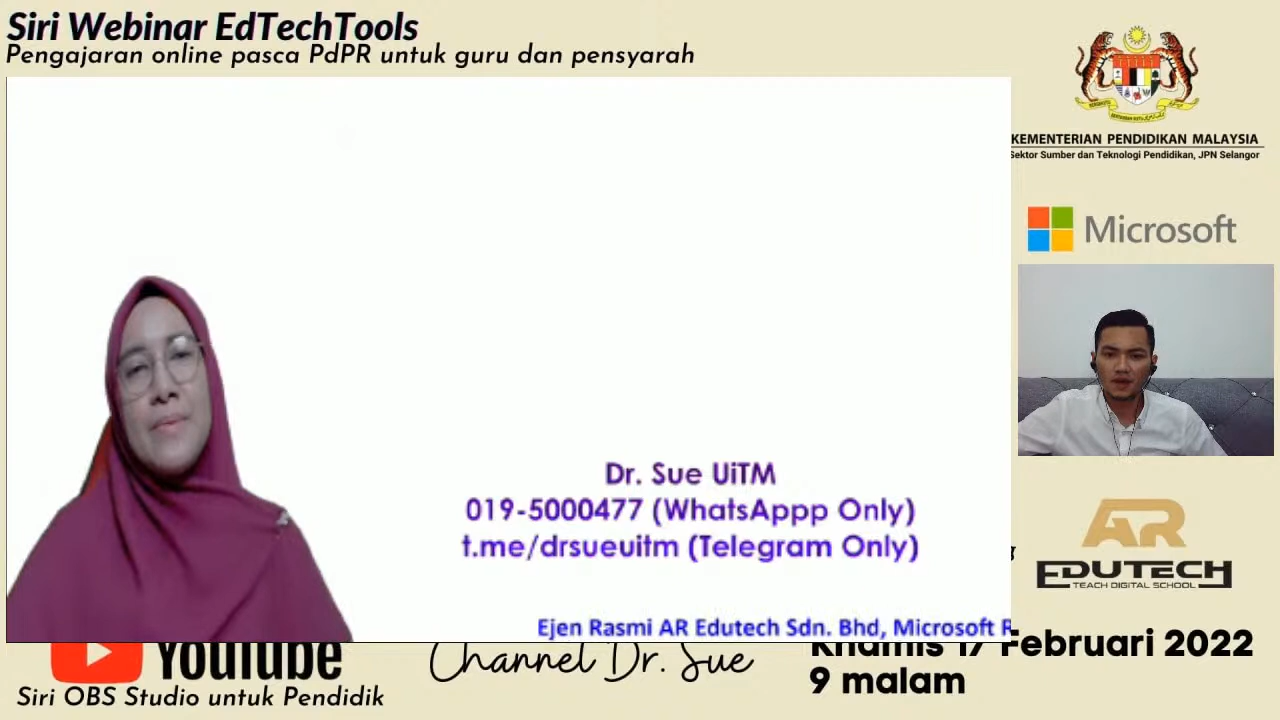 Siri Webinar EdTechTools
Pengajaran online pasca PdPR untuk guru dan pensyarah
KEMENTERIAN PENDIDIKAN MALAYSIA
Sektor Sumber dan Teknologi Pendidikan, JPN Selangor
Microsoft
Dr. Sue UiTM
019-5000477 (WhatsAppp Only)
t.me/drsueuitm (Telegram Only)
AR
EDUTECH
TEACH DIGITAL SCHOOL
Ejen Rasmi AR Edutech Sdn. Bhd, Microsoft
YouTube
Channel Dr. Sue
Khamis 17 Februari 2022
9 malam
Siri OBS Studio untuk Pendidik